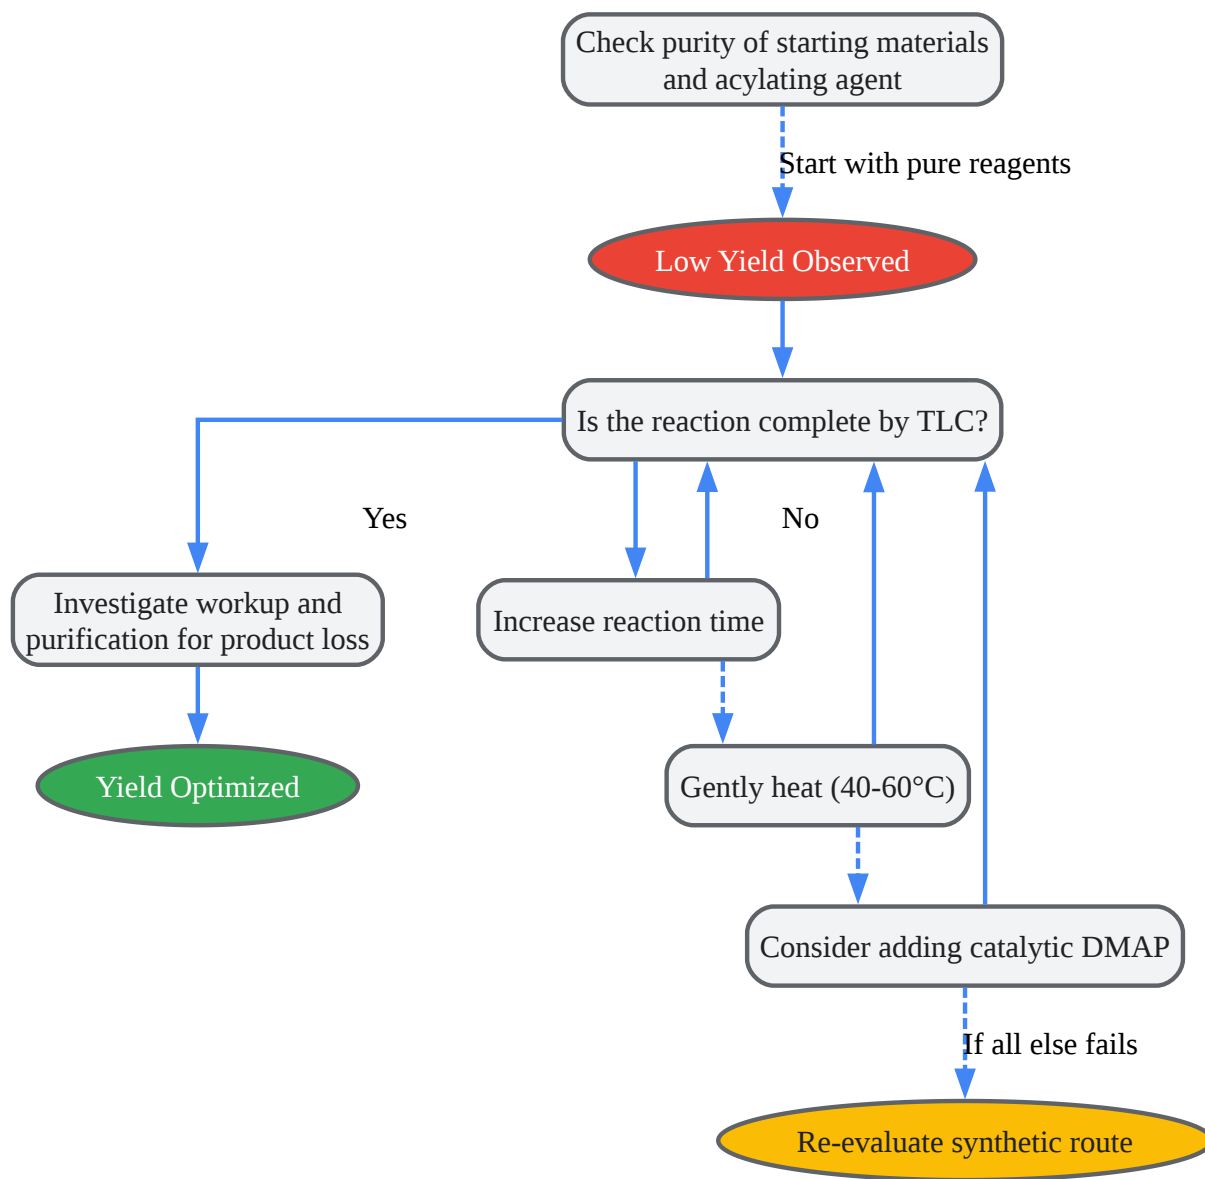 Check purity of starting materials
and acylating agent
Start with pure reagents
Low Yield Observed
Is the reaction complete by TLC?
Yes
No
Investigate workup and
purification for product loss
Increase reaction time
Yield Optimized
Gently heat (40-60°C)
Consider adding catalytic DMAP
If all else fails
Re-evaluate synthetic route